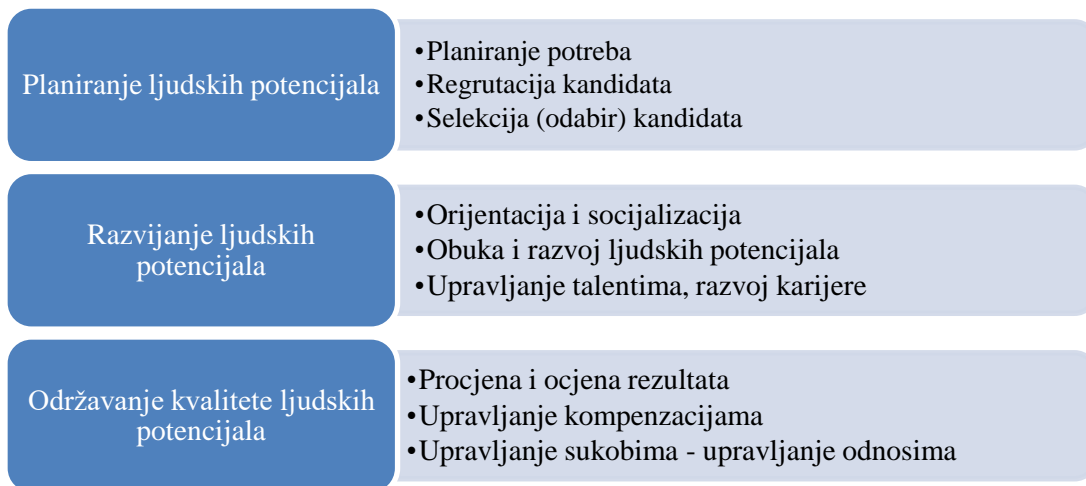 Planiranje ljudskih potencijala
•Planiranje potreba
•Regrutacija kandidata
•Selekcija (odabir) kandidata
Razvijanje ljudskih
potencijala
•Orijentacija i socijalizacija
•Obuka i razvoj ljudskih potencijala
•Upravljanje talentima, razvoj karijere
Održavanje kvalitete ljudskih
potencijala
•Procjena i ocjena rezultata
•Upravljanje kompenzacijama
•Upravljanje sukobima - upravljanje odnosima